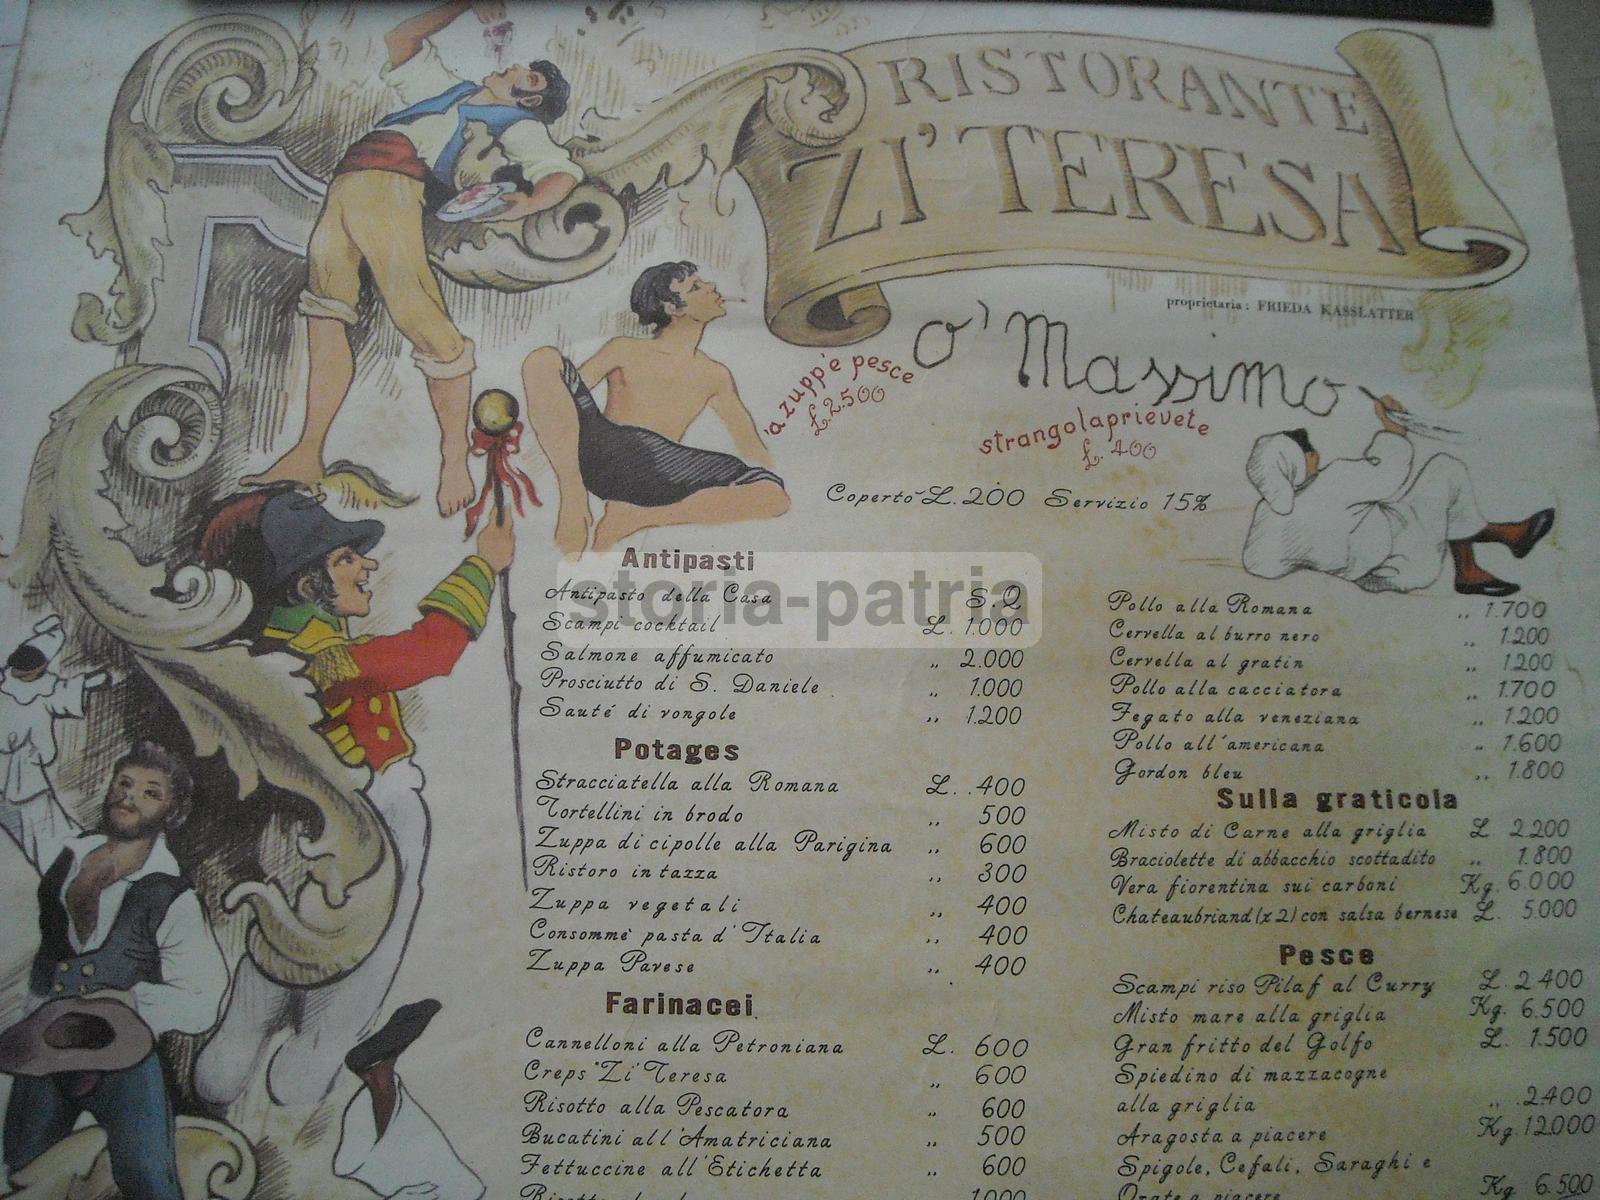 RISTORANTE
ZI' TERESA
proprietaria: FRIEDA KASSLATTER
O' Massimo
'a zupp'e pesce
£. 2.500
strangolaprievete
£. 400
Coperto L. 200 Servizio 15%
storia-patria
Antipasti
Antipasto della Casa S.Q
Scampi cocktail L. 1.000
Salmone affumicato " 2.000
Prosciutto di S. Daniele " 1.000
Sauté di vongole " 1.200
Potages
Stracciatella alla Romana L. 400
Tortellini in brodo " 500
Zuppa di cipolle alla Parigina " 600
Ristoro in tazza " 300
Zuppa vegetali " 400
Consommè pasta d'Italia " 400
Zuppa Pavese " 400
Farinacei
Cannelloni alla Petroniana L. 600
Creps "Zi' Teresa " 600
Risotto alla Pescatora " 600
Bucatini all'Amatriciana " 500
Fettuccine all'Etichetta " 600
Pollo alla Romana " 1.700
Cervella al burro nero " 1.200
Cervella al gratin " 1.200
Pollo alla cacciatora " 1.700
Fegato alla veneziana " 1.200
Pollo all'americana " 1.600
Gordon bleu " 1.800
Sulla graticola
Misto di Carne alla griglia L 2.200
Braciolette di abbacchio scottadito " 1.800
Vera fiorentina sui carboni Kg. 6.000
Chateaubriand (x 2) con salsa bernese L. 5.000
Pesce
Scampi riso Pilaf al Curry L. 2.400
Misto mare alla griglia Kg. 6.500
Gran fritto del Golfo L. 1.500
Spiedino di mazzacogne
alla griglia " 2.400
Aragosta a piacere Kg. 12.000
Spigole, Cefali, Saraghi e
Orate a piacere Kg. 6.500